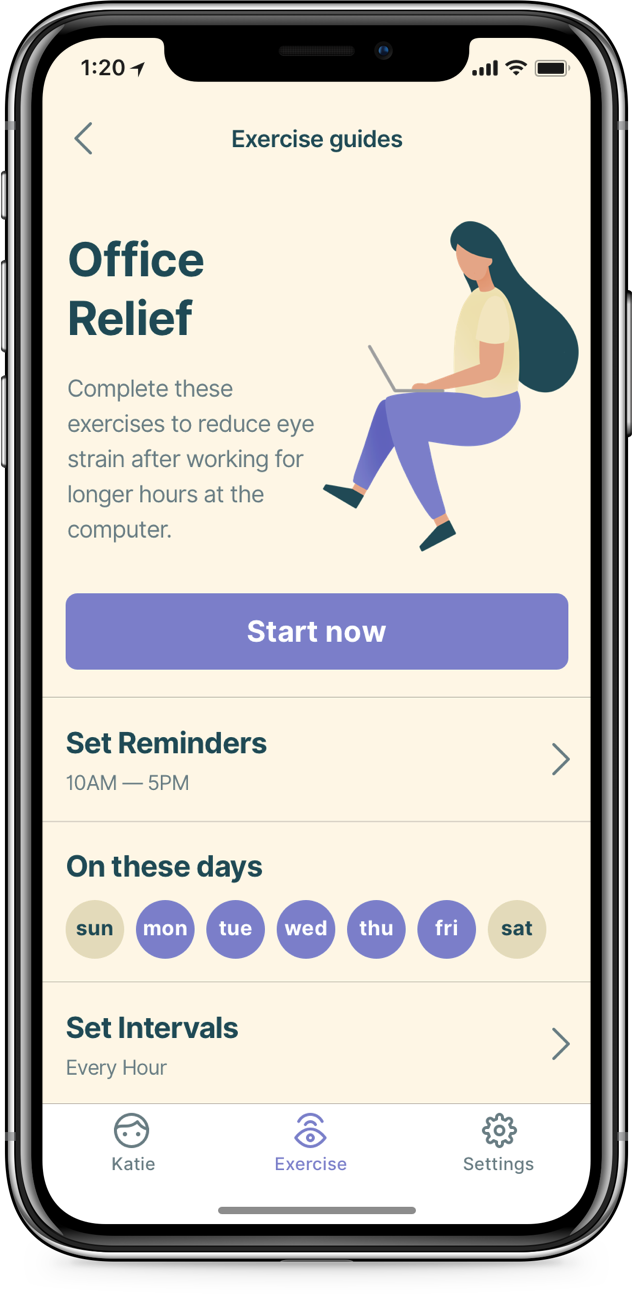 1:20
Exercise guides
Office
Relief
Complete these
exercises to reduce eye
strain after working for
longer hours at the
computer.
Start now
Set Reminders
10AM — 5PM
On these days
sun mon tue wed thu fri sat
Set Intervals
Every Hour
Katie Exercise Settings